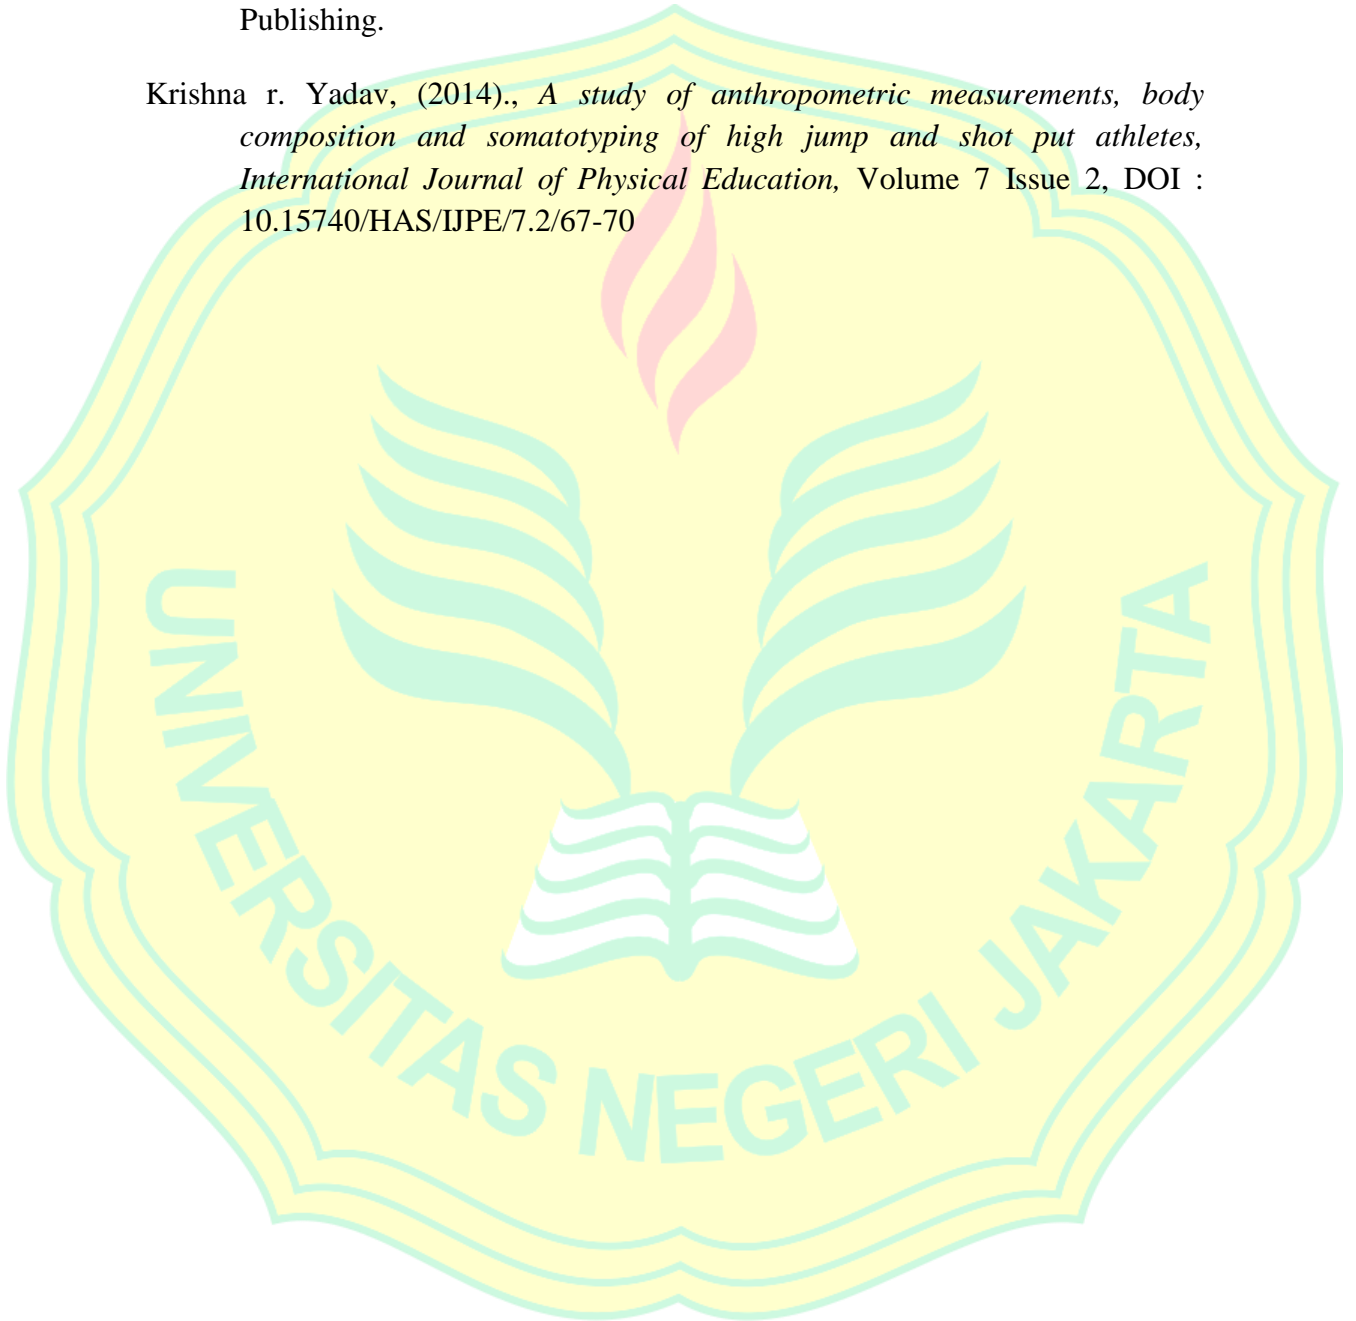 Publishing.
Krishna r. Yadav, (2014)., A study of anthropometric measurements, body
composition and somatotyping of high jump and shot put athletes,
International Journal of Physical Education, Volume 7 Issue 2, DOI :
10.15740/HAS/IJPE/7.2/67-70
UNIVERSITAS NEGERI JAKARTA